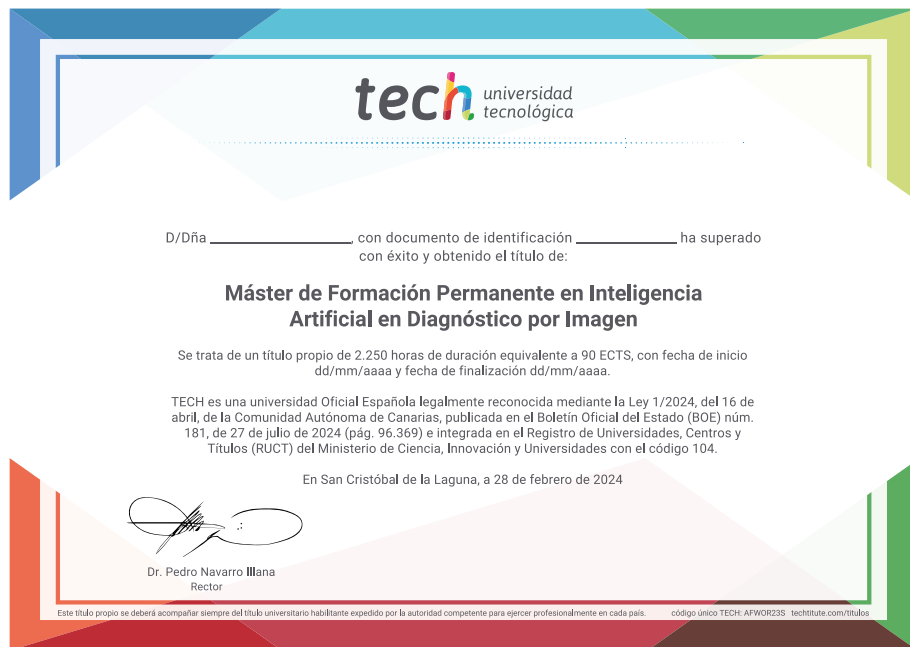 tech universidad
tecnológica
D/Dña ________________, con documento de identificación ____________ ha superado
con éxito y obtenido el título de:
Máster de Formación Permanente en Inteligencia
Artificial en Diagnóstico por Imagen
Se trata de un título propio de 2.250 horas de duración equivalente a 90 ECTS, con fecha de inicio
dd/mm/aaaa y fecha de finalización dd/mm/aaaa.
TECH es una universidad Oficial Española legalmente reconocida mediante la Ley 1/2024, del 16 de
abril, de la Comunidad Autónoma de Canarias, publicada en el Boletín Oficial del Estado (BOE) núm.
181, de 27 de julio de 2024 (pág. 96.369) e integrada en el Registro de Universidades, Centros y
Títulos (RUCT) del Ministerio de Ciencia, Innovación y Universidades con el código 104.
En San Cristóbal de la Laguna, a 28 de febrero de 2024
Dr. Pedro Navarro Illana
Rector
Este título propio se deberá acompañar siempre del título universitario habilitante expedido por la autoridad competente para ejercer profesionalmente en cada país. código único TECH: AFWOR23S techtitute.com/titulos